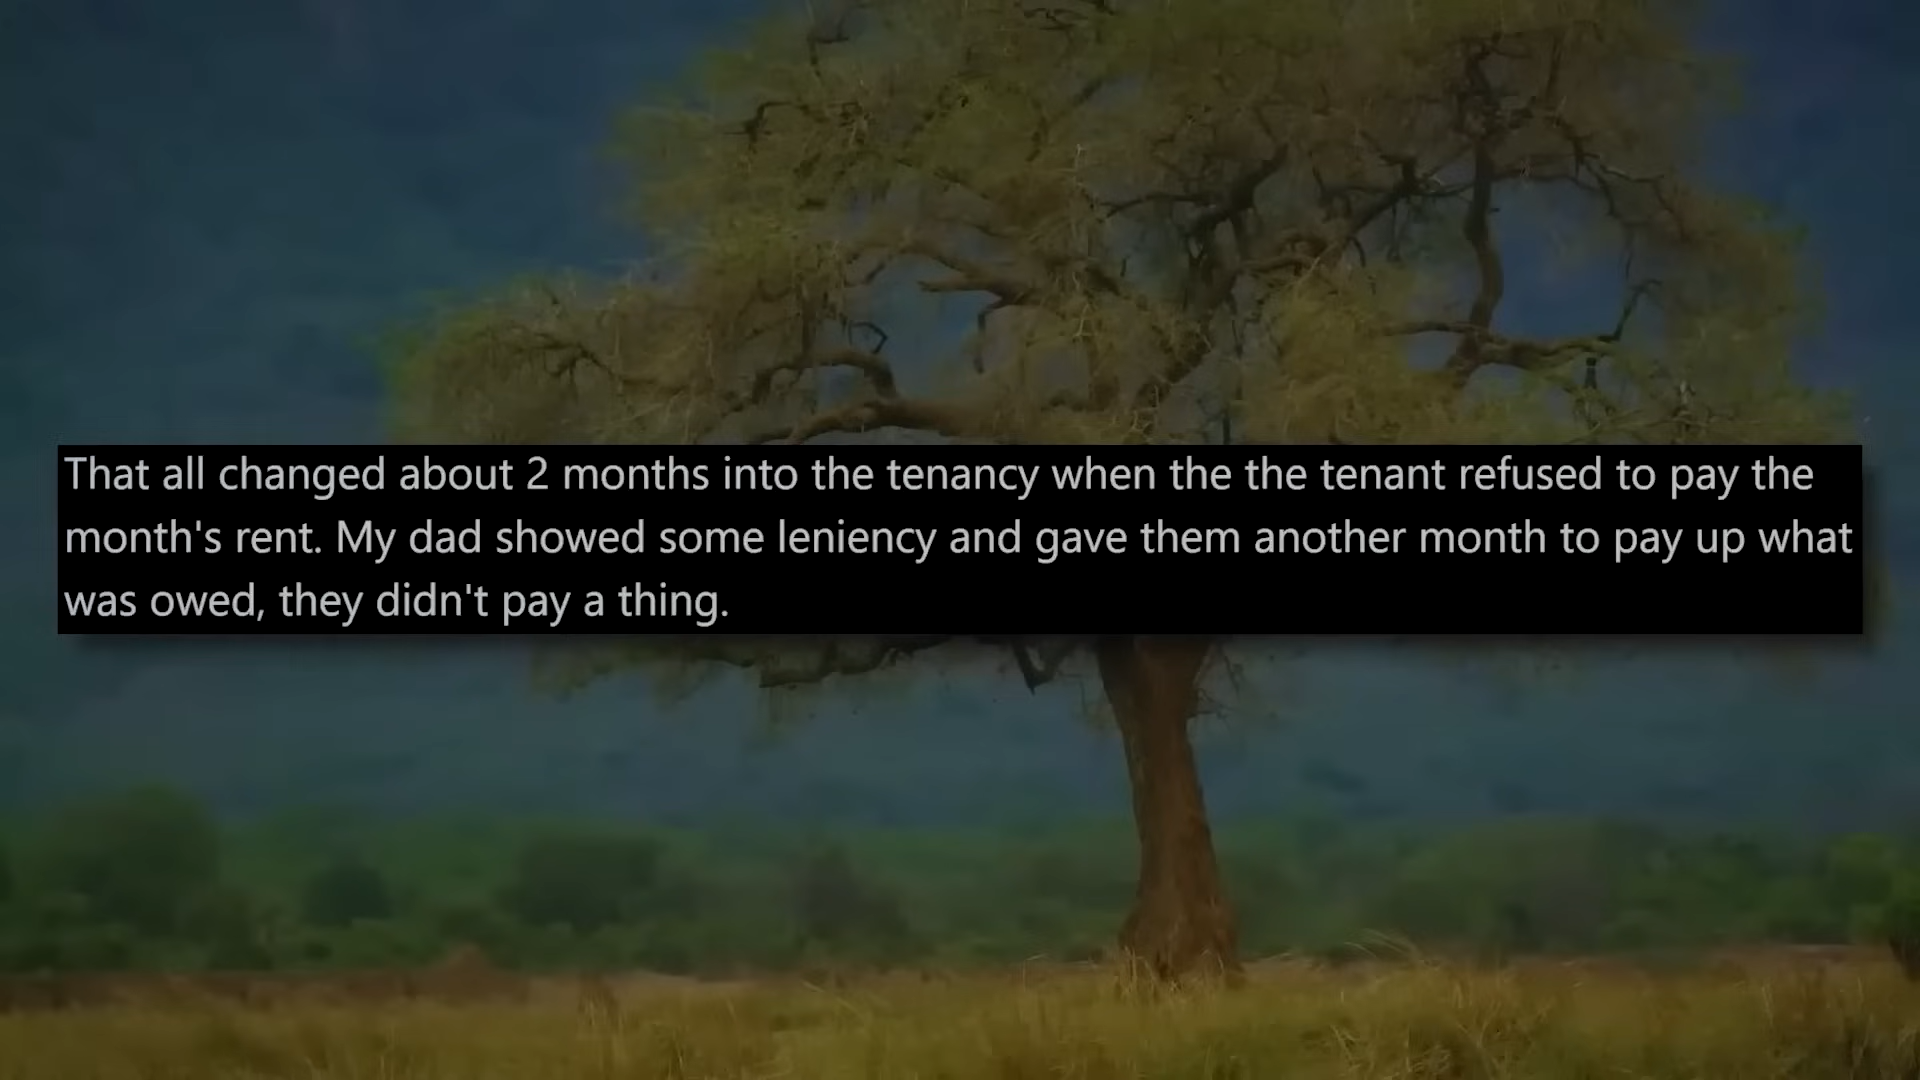 That all changed about 2 months into the tenancy when the the tenant refused to pay the
month's rent. My dad showed some leniency and gave them another month to pay up what
was owed, they didn't pay a thing.